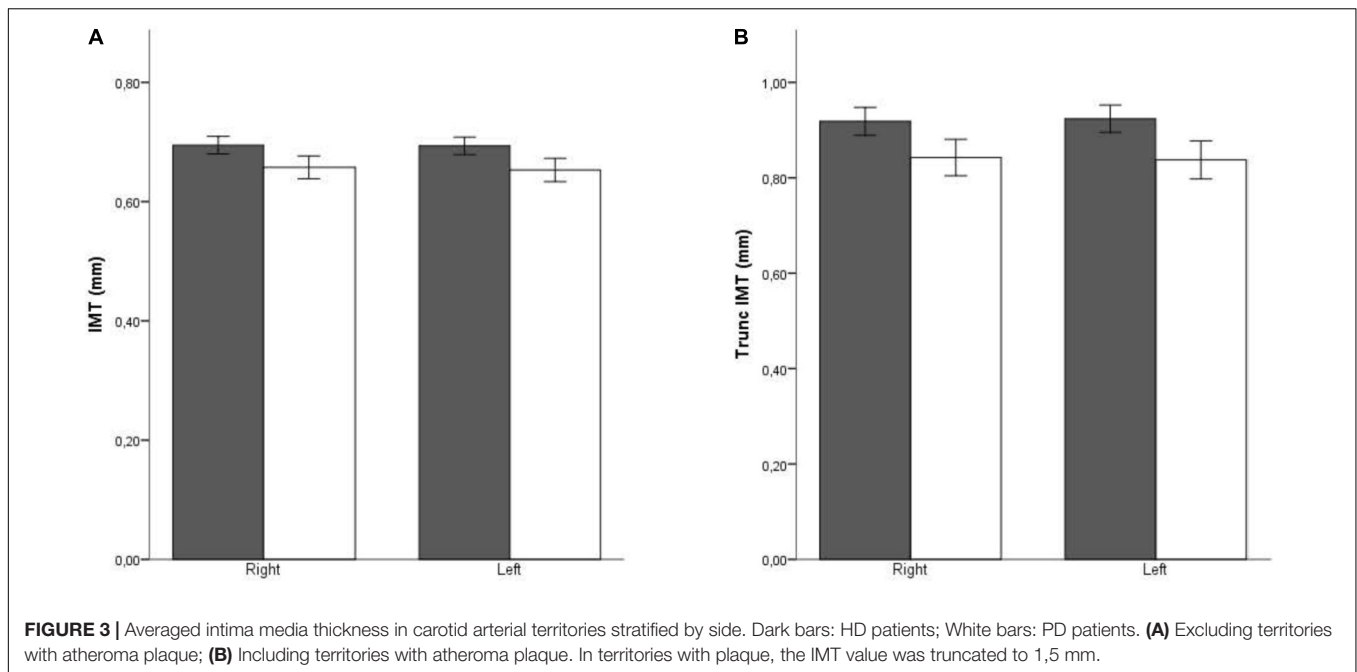 A
0,80
0,60
0,40
0,20
0,00
IMT (mm)
Right
Left
B
1,00
0,80
0,60
0,40
0,20
0,00
Trunc IMT (mm)
Right
Left
FIGURE 3 | Averaged intima media thickness in carotid arterial territories stratified by side. Dark bars: HD patients; White bars: PD patients. (A) Excluding territories
with atheroma plaque; (B) Including territories with atheroma plaque. In territories with plaque, the IMT value was truncated to 1,5 mm.